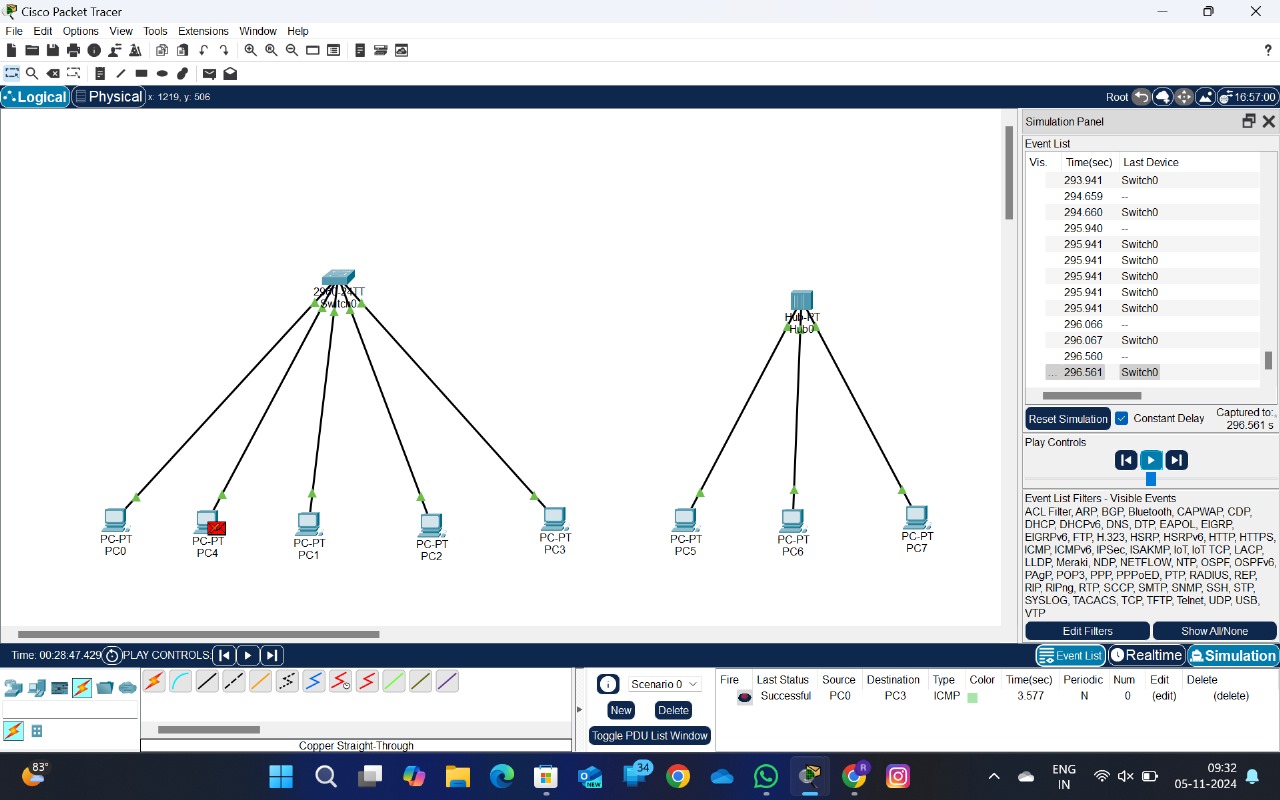 Cisco Packet Tracer
File Edit Options View Tools Extensions Window Help
?
Logical Physical x: 1219, y: 506 Root 16:57:00
Simulation Panel
Event List
Vis. Time(sec) Last Device
293.941 Switch0
294.659 --
294.660 Switch0
295.940 --
295.941 Switch0
295.941 Switch0
295.941 Switch0
295.941 Switch0
295.941 Switch0
296.066 --
296.067 Switch0
296.560 --
... 296.561 Switch0
Reset Simulation Constant Delay Captured to:
296.561 s
Play Controls
Event List Filters - Visible Events
ACL Filter, ARP, BGP, Bluetooth, CAPWAP, CDP,
DHCP, DHCPv6, DNS, DTP, EAPOL, EIGRP,
EIGRPv6, FTP, H.323, HSRP, HSRPv6, HTTP, HTTPS,
ICMP, ICMPv6, IPSec, ISAKMP, IoT, IoT TCP, LACP,
LLDP, Meraki, NDP, NETFLOW, NTP, OSPF, OSPFv6,
PAgP, POP3, PPP, PPPoED, PTP, RADIUS, REP,
RIP, RIPng, RTP, SCCP, SMTP, SNMP, SSH, STP,
SYSLOG, TACACS, TCP, TFTP, Telnet, UDP, USB,
VTP
Edit Filters Show All/None
2960-24TT
Switch0
Hub-PT
Hub0
PC-PT
PC0
PC-PT
PC4
PC-PT
PC1
PC-PT
PC2
PC-PT
PC3
PC-PT
PC5
PC-PT
PC6
PC-PT
PC7
Time: 00:28:47.429 PLAY CONTROLS: Event List Realtime Simulation
Scenario 0
New Delete
Toggle PDU List Window
Fire Last Status Source Destination Type Color Time(sec) Periodic Num Edit Delete
Successful PC0 PC3 ICMP 3.577 N 0 (edit) (delete)
Copper Straight-Through
83°
NEW
34
R
ENG
IN
09:32
05-11-2024